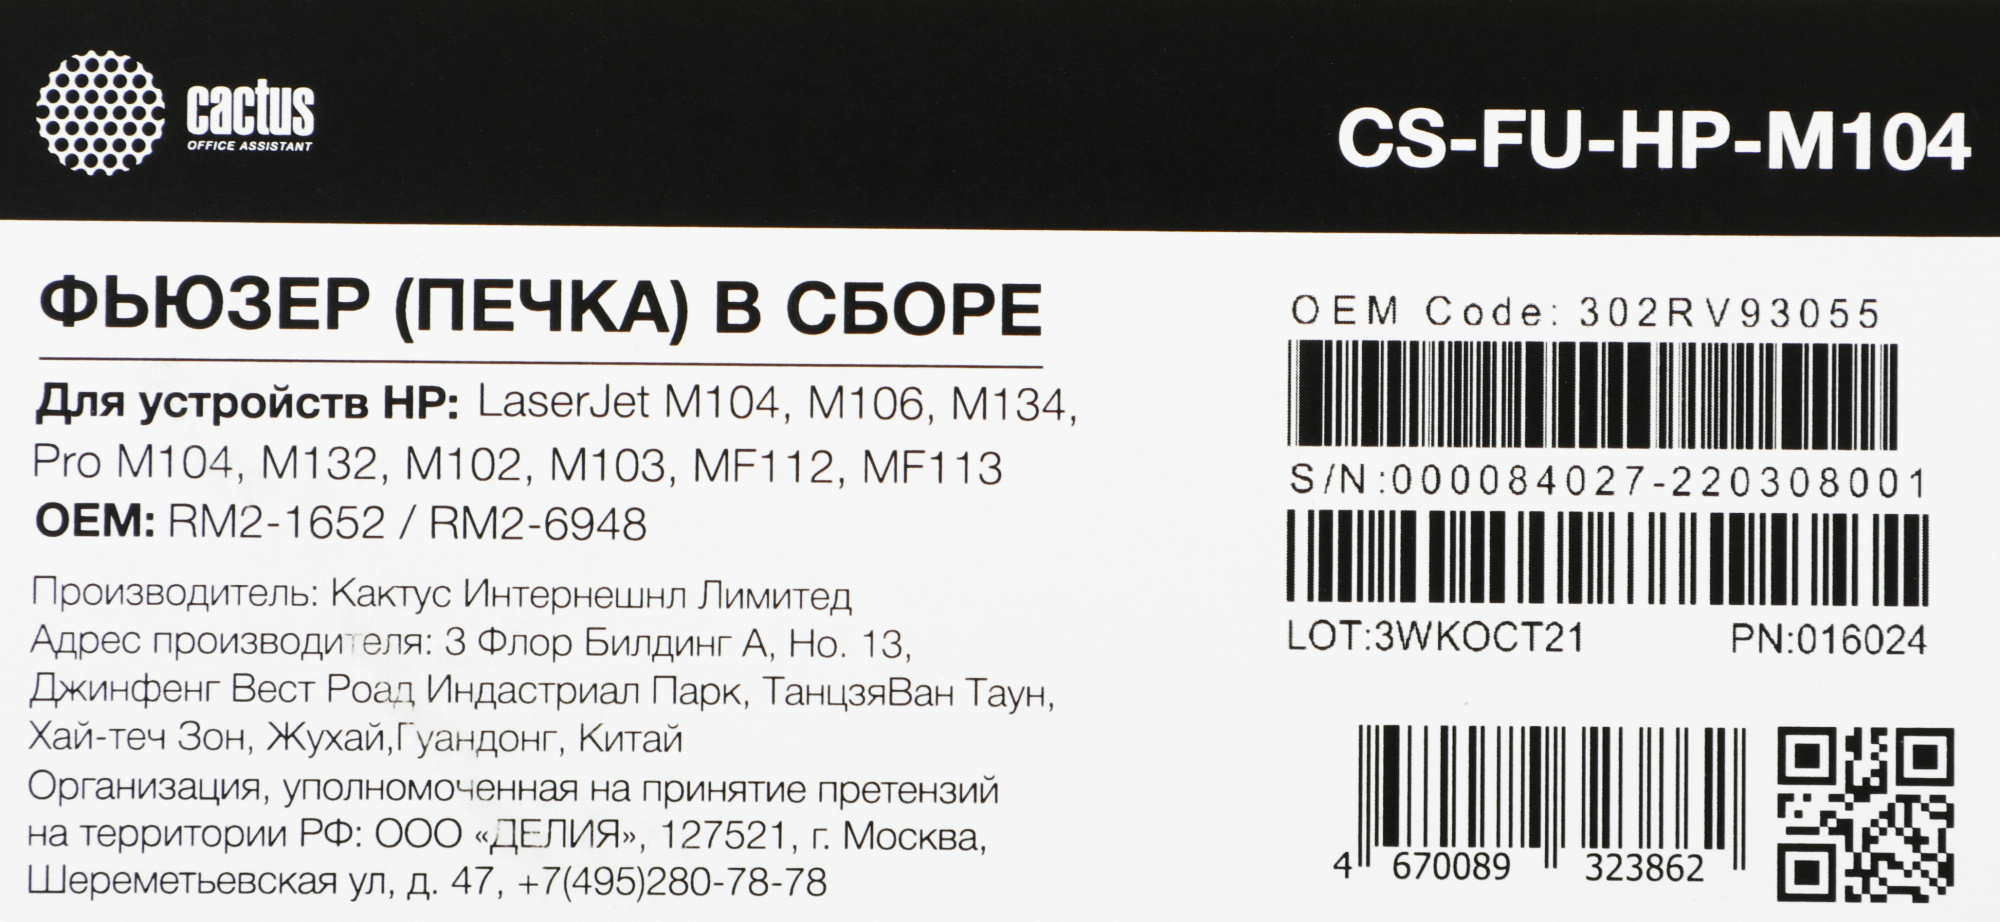 cactus
OFFICE ASSISTANT
CS-FU-HP-M104
ФЬЮЗЕР (ПЕЧКА) В СБОРЕ
Для устройств HP: LaserJet M104, M106, M134,
Pro M104, M132, M102, M103, MF112, MF113
OEM: RM2-1652 / RM2-6948
Производитель: Кактус Интернешнл Лимитед
Адрес производителя: 3 Флор Билдинг А, Но. 13,
Джинфенг Вест Роад Индастриал Парк, ТанцзяВан Таун,
Хай-теч Зон, Жухай,Гуандонг, Китай
Организация, уполномоченная на принятие претензий
на территории РФ: ООО «ДЕЛИЯ», 127521, г. Москва,
Шереметьевская ул, д. 47, +7(495)280-78-78
OEM Code: 302RV93055
S/N:000084027-220308001
LOT:3WKOCT21 PN:016024
4 670089 323862